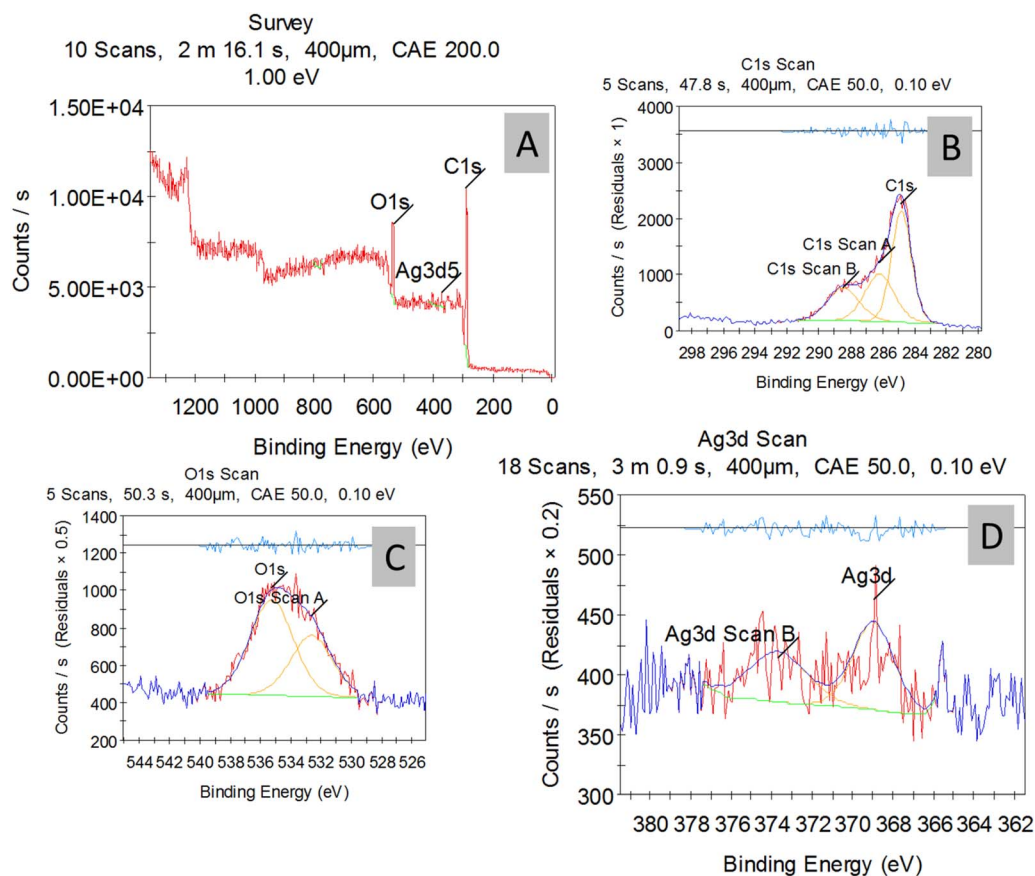 Survey
10 Scans, 2 m 16.1 s, 400µm, CAE 200.0
1.00 eV
1.50E+04
1.00E+04
5.00E+03
0.00E+00
Counts / s
A
C1s
O1s
Ag3d5
1200 1000 800 600 400 200 0
Binding Energy (eV)
C1s Scan
5 Scans, 47.8 s, 400µm, CAE 50.0, 0.10 eV
4000
3000
2000
1000
0
Counts / s (Residuals × 1)
B
C1s
C1s Scan A
C1s Scan B
298 296 294 292 290 288 286 284 282 280
Binding Energy (eV)
O1s Scan
5 Scans, 50.3 s, 400µm, CAE 50.0, 0.10 eV
1400
1200
1000
800
600
400
200
Counts / s (Residuals × 0.5)
C
O1s
O1s Scan A
544 542 540 538 536 534 532 530 528 526
Binding Energy (eV)
Ag3d Scan
18 Scans, 3 m 0.9 s, 400µm, CAE 50.0, 0.10 eV
550
500
450
400
350
300
Counts / s (Residuals × 0.2)
D
Ag3d
Ag3d Scan B
380 378 376 374 372 370 368 366 364 362
Binding Energy (eV)